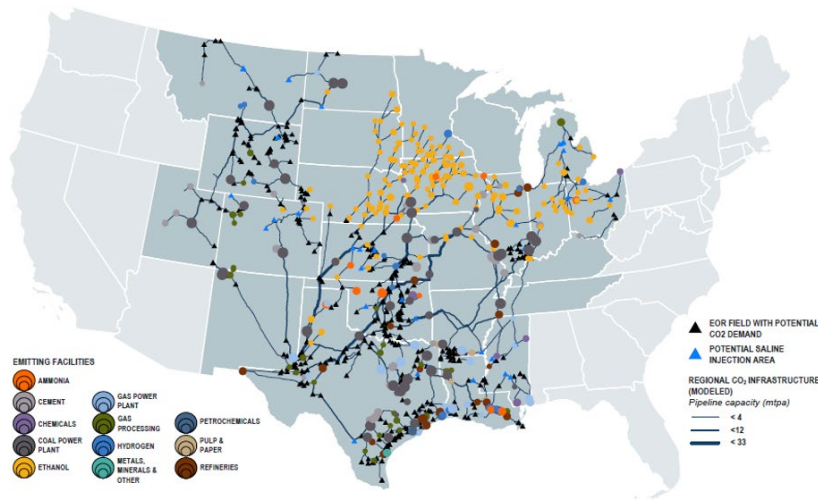 EOR FIELD WITH POTENTIAL
CO2 DEMAND
POTENTIAL SALINE
INJECTION AREA
REGIONAL CO₂ INFRASTRUCTURE
(MODELED)
Pipeline capacity (mtpa)
< 4
<12
< 33
EMITTING FACILITIES
AMMONIA
CEMENT
CHEMICALS
COAL POWER
PLANT
ETHANOL
GAS POWER
PLANT
GAS
PROCESSING
HYDROGEN
METALS,
MINERALS &
OTHER
PETROCHEMICALS
PULP &
PAPER
REFINERIES